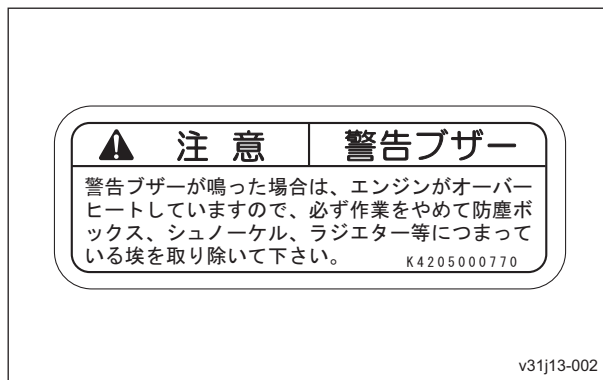 注 意 警告ブザー
警告ブザーが鳴った場合は、エンジンがオーバー
ヒートしていますので、必ず作業をやめて防塵ボ
ックス、シュノーケル、ラジエター等につまって
いる埃を取り除いて下さい。 K4205000770
v31j13-002